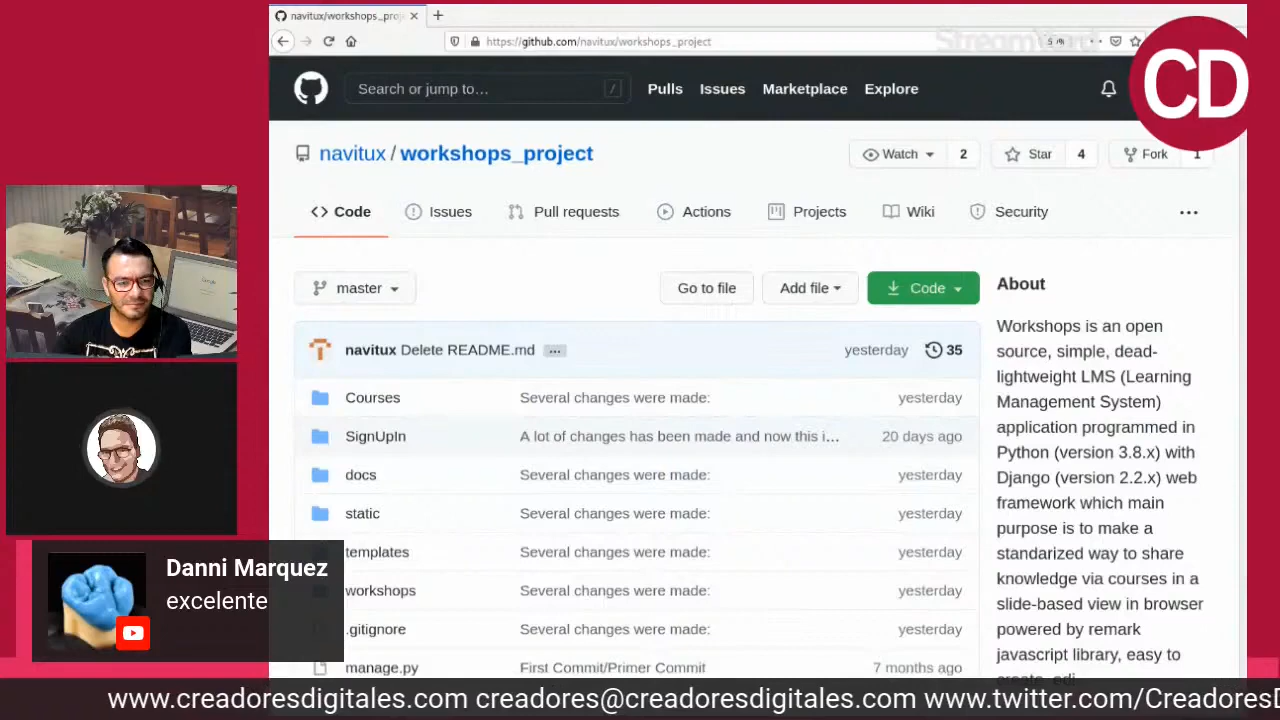 navitux/workshops_proj
https://github.com/navitux/workshops_project
StreamYard
CD
Search or jump to…
/
Pulls
Issues
Marketplace
Explore
navitux / workshops_project
Watch
2
Star
4
Fork
1
Code
Issues
Pull requests
Actions
Projects
Wiki
Security
master
Go to file
Add file
Code
navitux Delete README.md
yesterday
35
Courses
Several changes were made:
yesterday
SignUpIn
A lot of changes has been made and now this i…
20 days ago
docs
Several changes were made:
yesterday
static
Several changes were made:
yesterday
templates
Several changes were made:
yesterday
workshops
Several changes were made:
yesterday
.gitignore
Several changes were made:
yesterday
manage.py
First Commit/Primer Commit
7 months ago
About
Workshops is an open
source, simple, dead-
lightweight LMS (Learning
Management System)
application programmed in
Python (version 3.8.x) with
Django (version 2.2.x) web
framework which main
purpose is to make a
standarized way to share
knowledge via courses in a
slide-based view in browser
powered by remark
javascript library, easy to
Google
Danni Marquez
excelente
www.creadoresdigitales.com creadores@creadoresdigitales.com www.twitter.com/CreadoresD